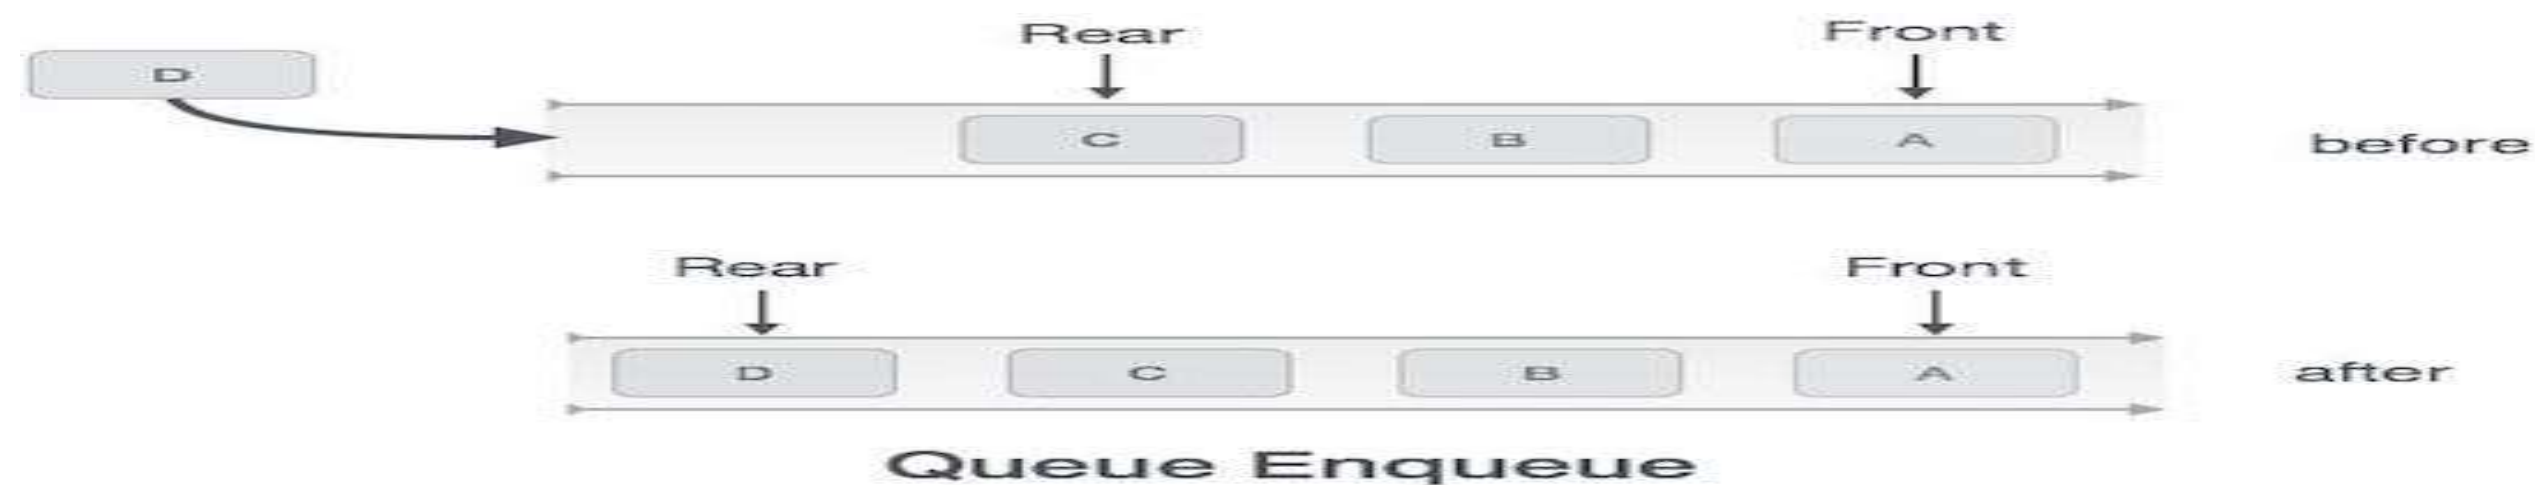 Rear Front
D
C B A before
Rear Front
D C B A after
Queue Enqueue